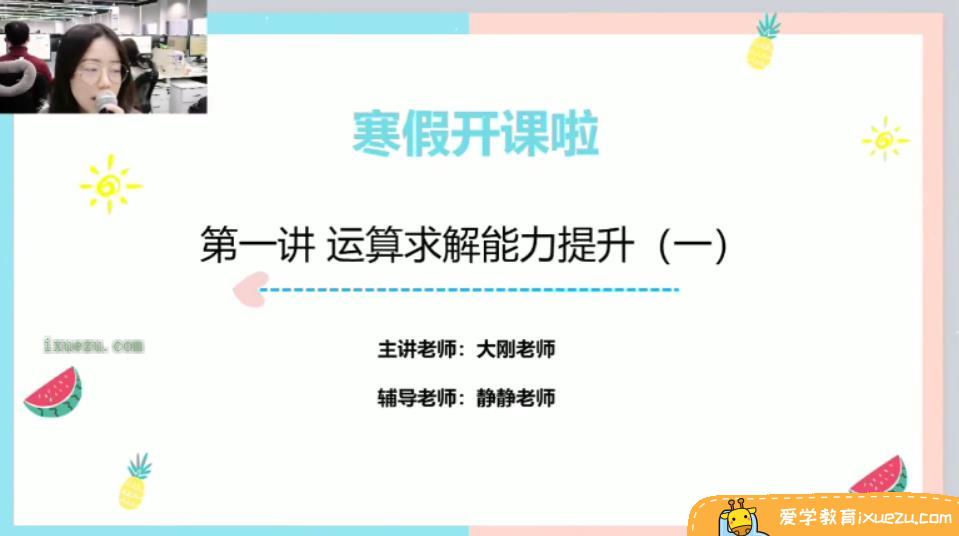 寒假开课啦
第一讲 运算求解能力提升（一）
ixuezu.com
主讲老师：大刚老师
辅导老师：静静老师
爱学教育ixuezu.com